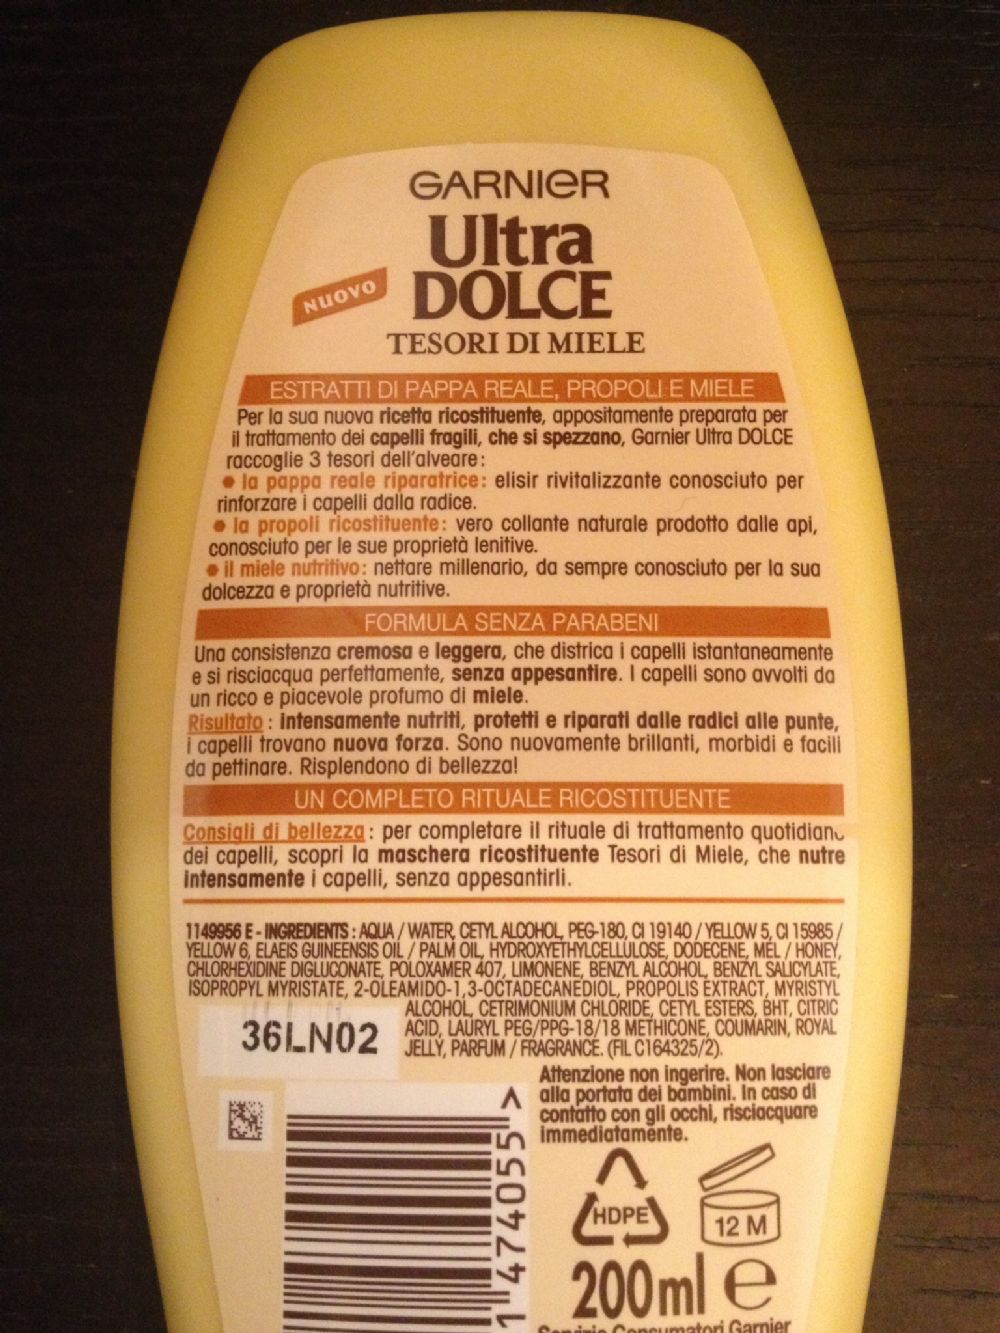 GARNIER
Ultra
DOLCE
NUOVO
TESORI DI MIELE
ESTRATTI DI PAPPA REALE, PROPOLI E MIELE
Per la sua nuova ricetta ricostituente, appositamente preparata per
il trattamento dei capelli fragili, che si spezzano, Garnier Ultra DOLCE
raccoglie 3 tesori dell'alveare:
• la pappa reale riparatrice: elisir rivitalizzante conosciuto per
rinforzare i capelli dalla radice.
• la propoli ricostituente: vero collante naturale prodotto dalle api,
conosciuto per le sue proprietà lenitive.
• il miele nutritivo: nettare millenario, da sempre conosciuto per la sua
dolcezza e proprietà nutritive.
FORMULA SENZA PARABENI
Una consistenza cremosa e leggera, che districa i capelli istantaneamente
e si risciacqua perfettamente, senza appesantire. I capelli sono avvolti da
un ricco e piacevole profumo di miele.
Risultato : intensamente nutriti, protetti e riparati dalle radici alle punte,
i capelli trovano nuova forza. Sono nuovamente brillanti, morbidi e facili
da pettinare. Risplendono di bellezza!
UN COMPLETO RITUALE RICOSTITUENTE
Consigli di bellezza : per completare il rituale di trattamento quotidiano
dei capelli, scopri la maschera ricostituente Tesori di Miele, che nutre
intensamente i capelli, senza appesantirli.
1149956 E - INGREDIENTS : AQUA / WATER, CETYL ALCOHOL, PEG-180, CI 19140 / YELLOW 5, CI 15985 /
YELLOW 6, ELAEIS GUINEENSIS OIL / PALM OIL, HYDROXYETHYLCELLULOSE, DODECENE, MEL / HONEY,
CHLORHEXIDINE DIGLUCONATE, POLOXAMER 407, LIMONENE, BENZYL ALCOHOL, BENZYL SALICYLATE,
ISOPROPYL MYRISTATE, 2-OLEAMIDO-1,3-OCTADECANEDIOL, PROPOLIS EXTRACT, MYRISTYL
ALCOHOL, CETRIMONIUM CHLORIDE, CETYL ESTERS, BHT, CITRIC
ACID, LAURYL PEG/PPG-18/18 METHICONE, COUMARIN, ROYAL
JELLY, PARFUM / FRAGRANCE. (FIL C164325/2).
36LN02
Attenzione non ingerire. Non lasciare
alla portata dei bambini. In caso di
contatto con gli occhi, risciacquare
immediatamente.
1 474055 >
HDPE
12 M
200ml e
Servizio Consumatori Garnier